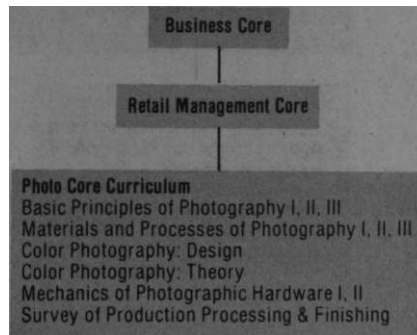 Business Core
Retail Management Core
Photo Core Curriculum
Basic Principles of Photography I, II, III
Materials and Processes of Photography I, II, III
Color Photography: Design
Color Photography: Theory
Mechanics of Photographic Hardware I, II
Survey of Production Processing & Finishing